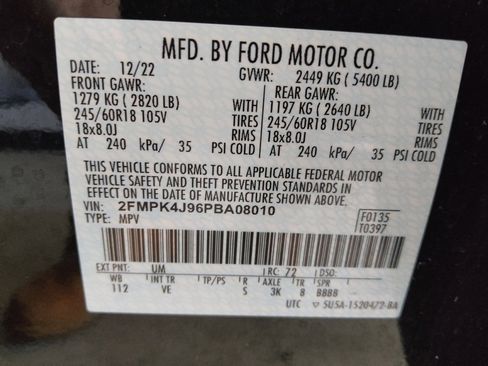 MFD. BY FORD MOTOR CO.
DATE: 12/22 GVWR: 2449 KG ( 5400 LB)
FRONT GAWR: REAR GAWR:
1279 KG ( 2820 LB) WITH 1197 KG ( 2640 LB) WITH
245/60R18 105V TIRES 245/60R18 105V TIRES
18x8.0J RIMS 18x8.0J RIMS
AT 240 kPa/ 35 PSI COLD AT 240 kPa/ 35 PSI COLD
THIS VEHICLE CONFORMS TO ALL APPLICABLE FEDERAL MOTOR
VEHICLE SAFETY AND THEFT PREVENTION STANDARDS IN
EFFECT ON THE DATE OF MANUFACTURE SHOWN ABOVE.
VIN: 2FMPK4J96PBA08010 F0135
TYPE: MPV T0397
EXT PNT: UM RC: 72 DSO:
WB INT TR TP/PS R AXLE TR SPR
112 VE S 3K 8 BBBB
UTC ▽ 5U5A-1520472-BA